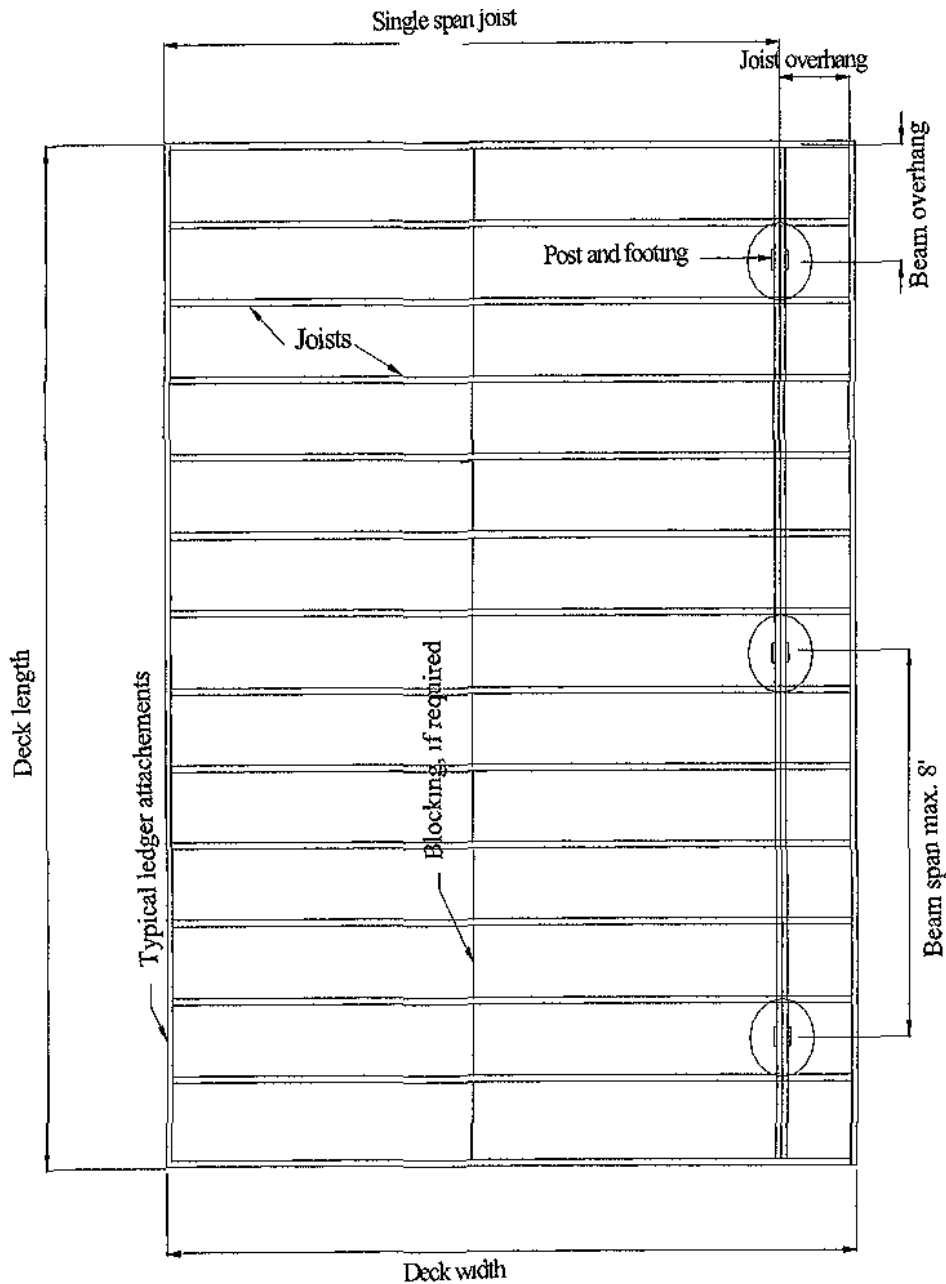 Single span joist
Joist overhang
Beam overhang
Post and footing
Joists
Deck length
Typical ledger attachements
Blocking, if required
Beam span max. 8'
Deck width